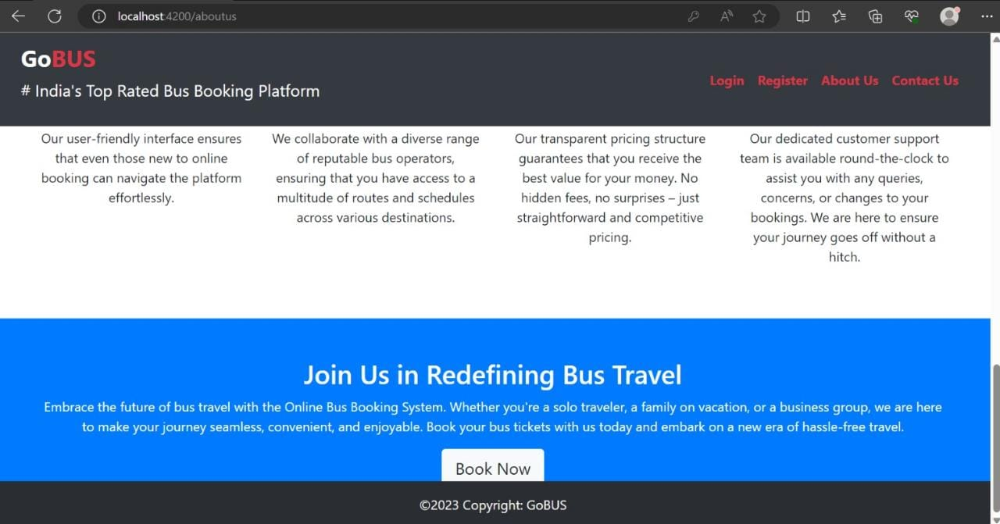 localhost:4200/aboutus
GoBUS
# India's Top Rated Bus Booking Platform
Login Register About Us Contact Us
Our user-friendly interface ensures
that even those new to online
booking can navigate the platform
effortlessly.
We collaborate with a diverse range
of reputable bus operators,
ensuring that you have access to a
multitude of routes and schedules
across various destinations.
Our transparent pricing structure
guarantees that you receive the
best value for your money. No
hidden fees, no surprises – just
straightforward and competitive
pricing.
Our dedicated customer support
team is available round-the-clock to
assist you with any queries,
concerns, or changes to your
bookings. We are here to ensure
your journey goes off without a
hitch.
Join Us in Redefining Bus Travel
Embrace the future of bus travel with the Online Bus Booking System. Whether you're a solo traveler, a family on vacation, or a business group, we are here
to make your journey seamless, convenient, and enjoyable. Book your bus tickets with us today and embark on a new era of hassle-free travel.
Book Now
©2023 Copyright: GoBUS